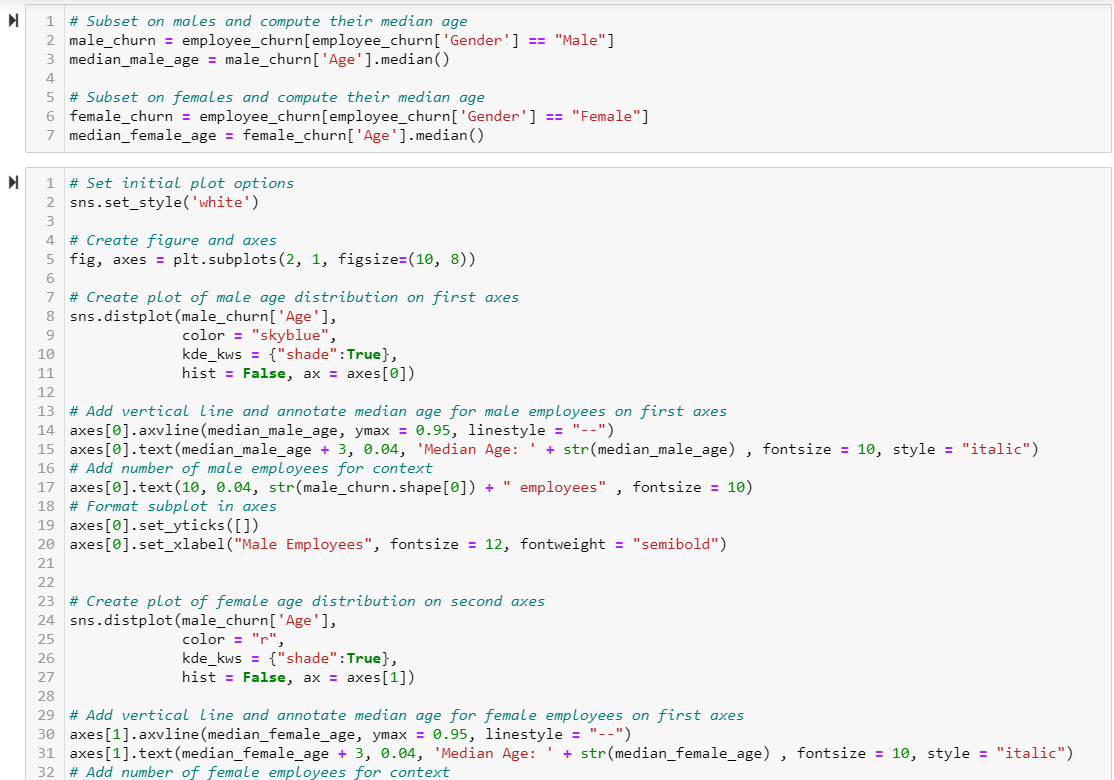 1 # Subset on males and compute their median age
2 male_churn = employee_churn[employee_churn['Gender'] == "Male"]
3 median_male_age = male_churn['Age'].median()
4
5 # Subset on females and compute their median age
6 female_churn = employee_churn[employee_churn['Gender'] == "Female"]
7 median_female_age = female_churn['Age'].median()
1 # Set initial plot options
2 sns.set_style('white')
3
4 # Create figure and axes
5 fig, axes = plt.subplots(2, 1, figsize=(10, 8))
6
7 # Create plot of male age distribution on first axes
8 sns.distplot(male_churn['Age'],
9              color = "skyblue",
10              kde_kws = {"shade":True},
11              hist = False, ax = axes[0])
12
13 # Add vertical line and annotate median age for male employees on first axes
14 axes[0].axvline(median_male_age, ymax = 0.95, linestyle = "--")
15 axes[0].text(median_male_age + 3, 0.04, 'Median Age: ' + str(median_male_age) , fontsize = 10, style = "italic")
16 # Add number of male employees for context
17 axes[0].text(10, 0.04, str(male_churn.shape[0]) + " employees" , fontsize = 10)
18 # Format subplot in axes
19 axes[0].set_yticks([])
20 axes[0].set_xlabel("Male Employees", fontsize = 12, fontweight = "semibold")
21
22
23 # Create plot of female age distribution on second axes
24 sns.distplot(male_churn['Age'],
25              color = "r",
26              kde_kws = {"shade":True},
27              hist = False, ax = axes[1])
28
29 # Add vertical line and annotate median age for female employees on first axes
30 axes[1].axvline(median_female_age, ymax = 0.95, linestyle = "--")
31 axes[1].text(median_female_age + 3, 0.04, 'Median Age: ' + str(median_female_age) , fontsize = 10, style = "italic")
32 # Add number of female employees for context